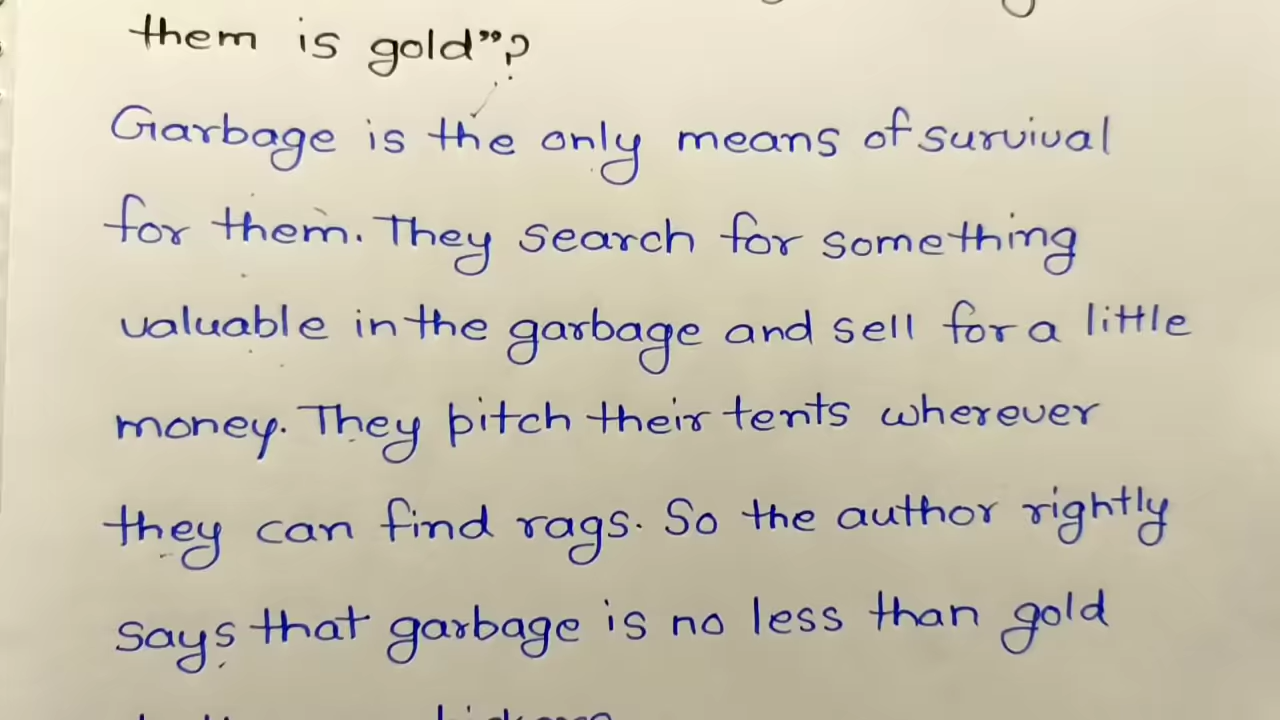 them is gold”?
Garbage is the only means of survival
for them. They search for something
valuable in the garbage and sell for a little
money. They pitch their tents wherever
they can find rags. So the author rightly
says that garbage is no less than gold